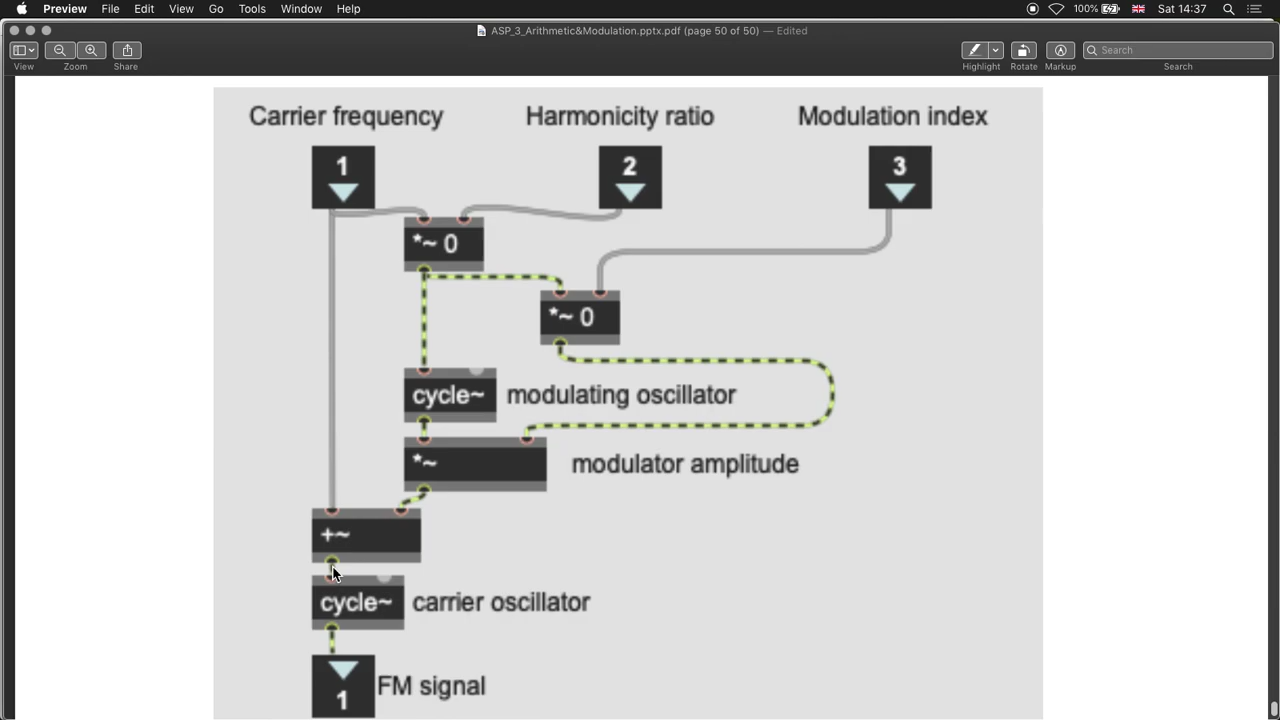 Preview File Edit View Go Tools Window Help 100% Sat 14:37
ASP_3_Arithmetic&Modulation.pptx.pdf (page 50 of 50) — Edited
Search
View Zoom Share Highlight Rotate Markup Search
Carrier frequency Harmonicity ratio Modulation index
1 2 3
*~ 0
*~ 0
cycle~ modulating oscillator
*~ modulator amplitude
+~
cycle~ carrier oscillator
1 FM signal